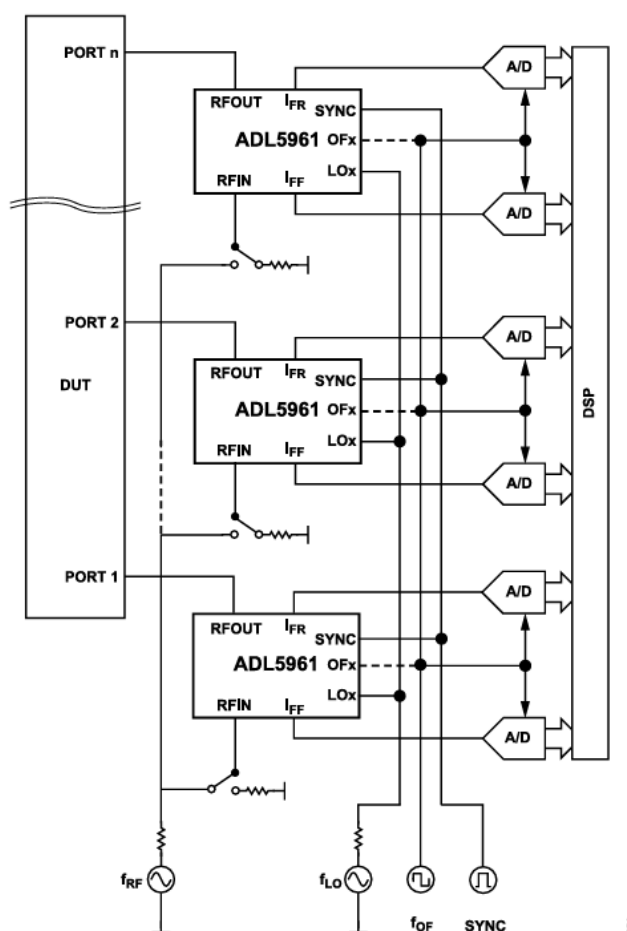 PORT n
RFOUT
IFR
SYNC
ADL5961
OFx
LOx
RFIN
IFF
A/D
A/D
PORT 2
DUT
RFOUT
IFR
SYNC
ADL5961
OFx
LOx
RFIN
IFF
A/D
A/D
DSP
PORT 1
RFOUT
IFR
SYNC
ADL5961
OFx
LOx
RFIN
IFF
A/D
A/D
fRF
fLO
fOF
SYNC